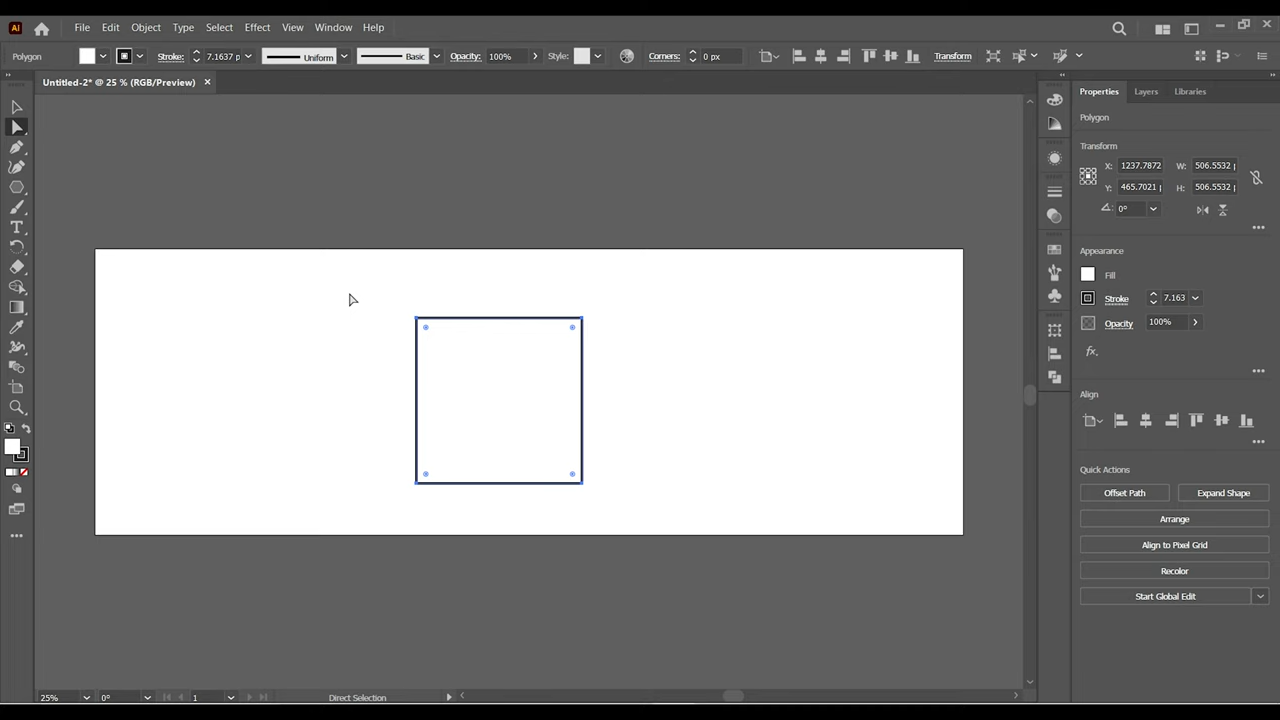 Ai File Edit Object Type Select Effect View Window Help
Polygon Stroke: 7.1637 p Uniform Basic Opacity: 100% Style: Corners: 0 px Transform
Untitled-2* @ 25 % (RGB/Preview) ×
Properties Layers Libraries
Polygon
Transform
X: 1237.7872 W: 506.5532 p
Y: 465.7021 p H: 506.5532 p
0°
Appearance
Fill
Stroke 7.163
Opacity 100%
fx.
Align
Quick Actions
Offset Path Expand Shape
Arrange
Align to Pixel Grid
Recolor
Start Global Edit
25% 0° 1 Direct Selection